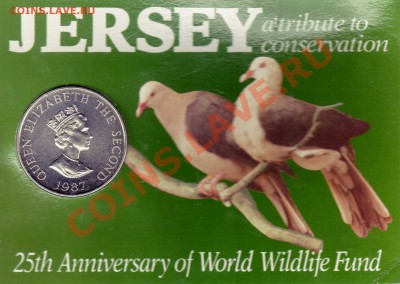 COINS.LAVE.RU
JERSEY
a tribute to
conservation
QUEEN ELIZABETH THE SECOND
1987
COINS.LAVE.RU
25th Anniversary of World Wildlife Fund